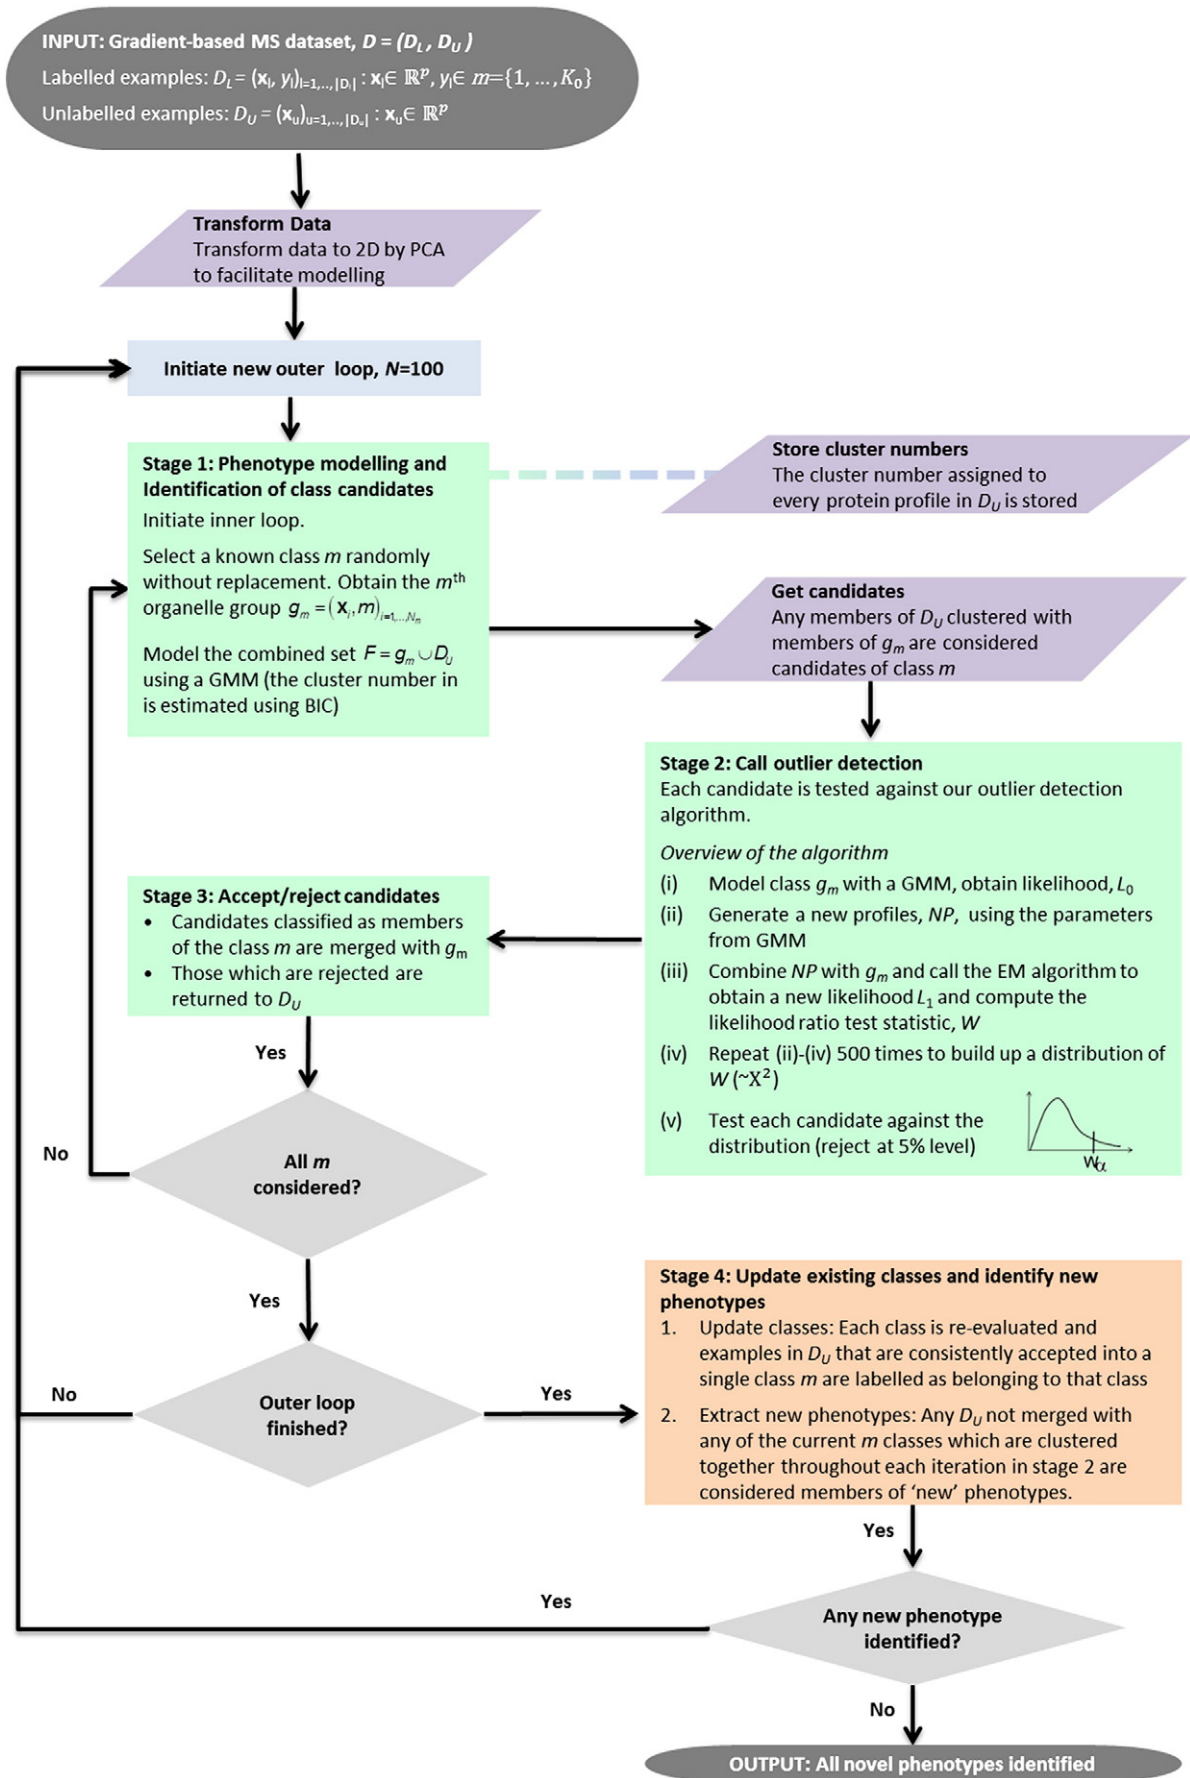 INPUT: Gradient-based MS dataset, D = (D_L , D_U )
Labelled examples: D_L = (x_l, y_l)_l=1,..,|D_l| : x_l ∈ ℝ^p, y_l ∈ m={1, ... , K_0}
Unlabelled examples: D_U = (x_u)_u=1,..,|D_u| : x_u ∈ ℝ^p
Transform Data
Transform data to 2D by PCA
to facilitate modelling
Initiate new outer loop, N=100
Stage 1: Phenotype modelling and
Identification of class candidates
Initiate inner loop.
Select a known class m randomly
without replacement. Obtain the m^th
organelle group g_m = (x_i, m)_i=1,...,N_m
Model the combined set F = g_m ∪ D_U
using a GMM (the cluster number in
is estimated using BIC)
Store cluster numbers
The cluster number assigned to
every protein profile in D_U is stored
Get candidates
Any members of D_U clustered with
members of g_m are considered
candidates of class m
Stage 2: Call outlier detection
Each candidate is tested against our outlier detection
algorithm.
Overview of the algorithm
(i) Model class g_m with a GMM, obtain likelihood, L_0
(ii) Generate a new profiles, NP, using the parameters
from GMM
(iii) Combine NP with g_m and call the EM algorithm to
obtain a new likelihood L_1 and compute the
likelihood ratio test statistic, W
(iv) Repeat (ii)-(iv) 500 times to build up a distribution of
W (~X²)
(v) Test each candidate against the
distribution (reject at 5% level)
W_α
Stage 3: Accept/reject candidates
• Candidates classified as members
of the class m are merged with g_m
• Those which are rejected are
returned to D_U
Yes
All m
considered?
No
Yes
Outer loop
finished?
No
Yes
Stage 4: Update existing classes and identify new
phenotypes
1. Update classes: Each class is re-evaluated and
examples in D_U that are consistently accepted into a
single class m are labelled as belonging to that class
2. Extract new phenotypes: Any D_U not merged with
any of the current m classes which are clustered
together throughout each iteration in stage 2 are
considered members of 'new' phenotypes.
Yes
Any new phenotype
identified?
Yes
No
OUTPUT: All novel phenotypes identified